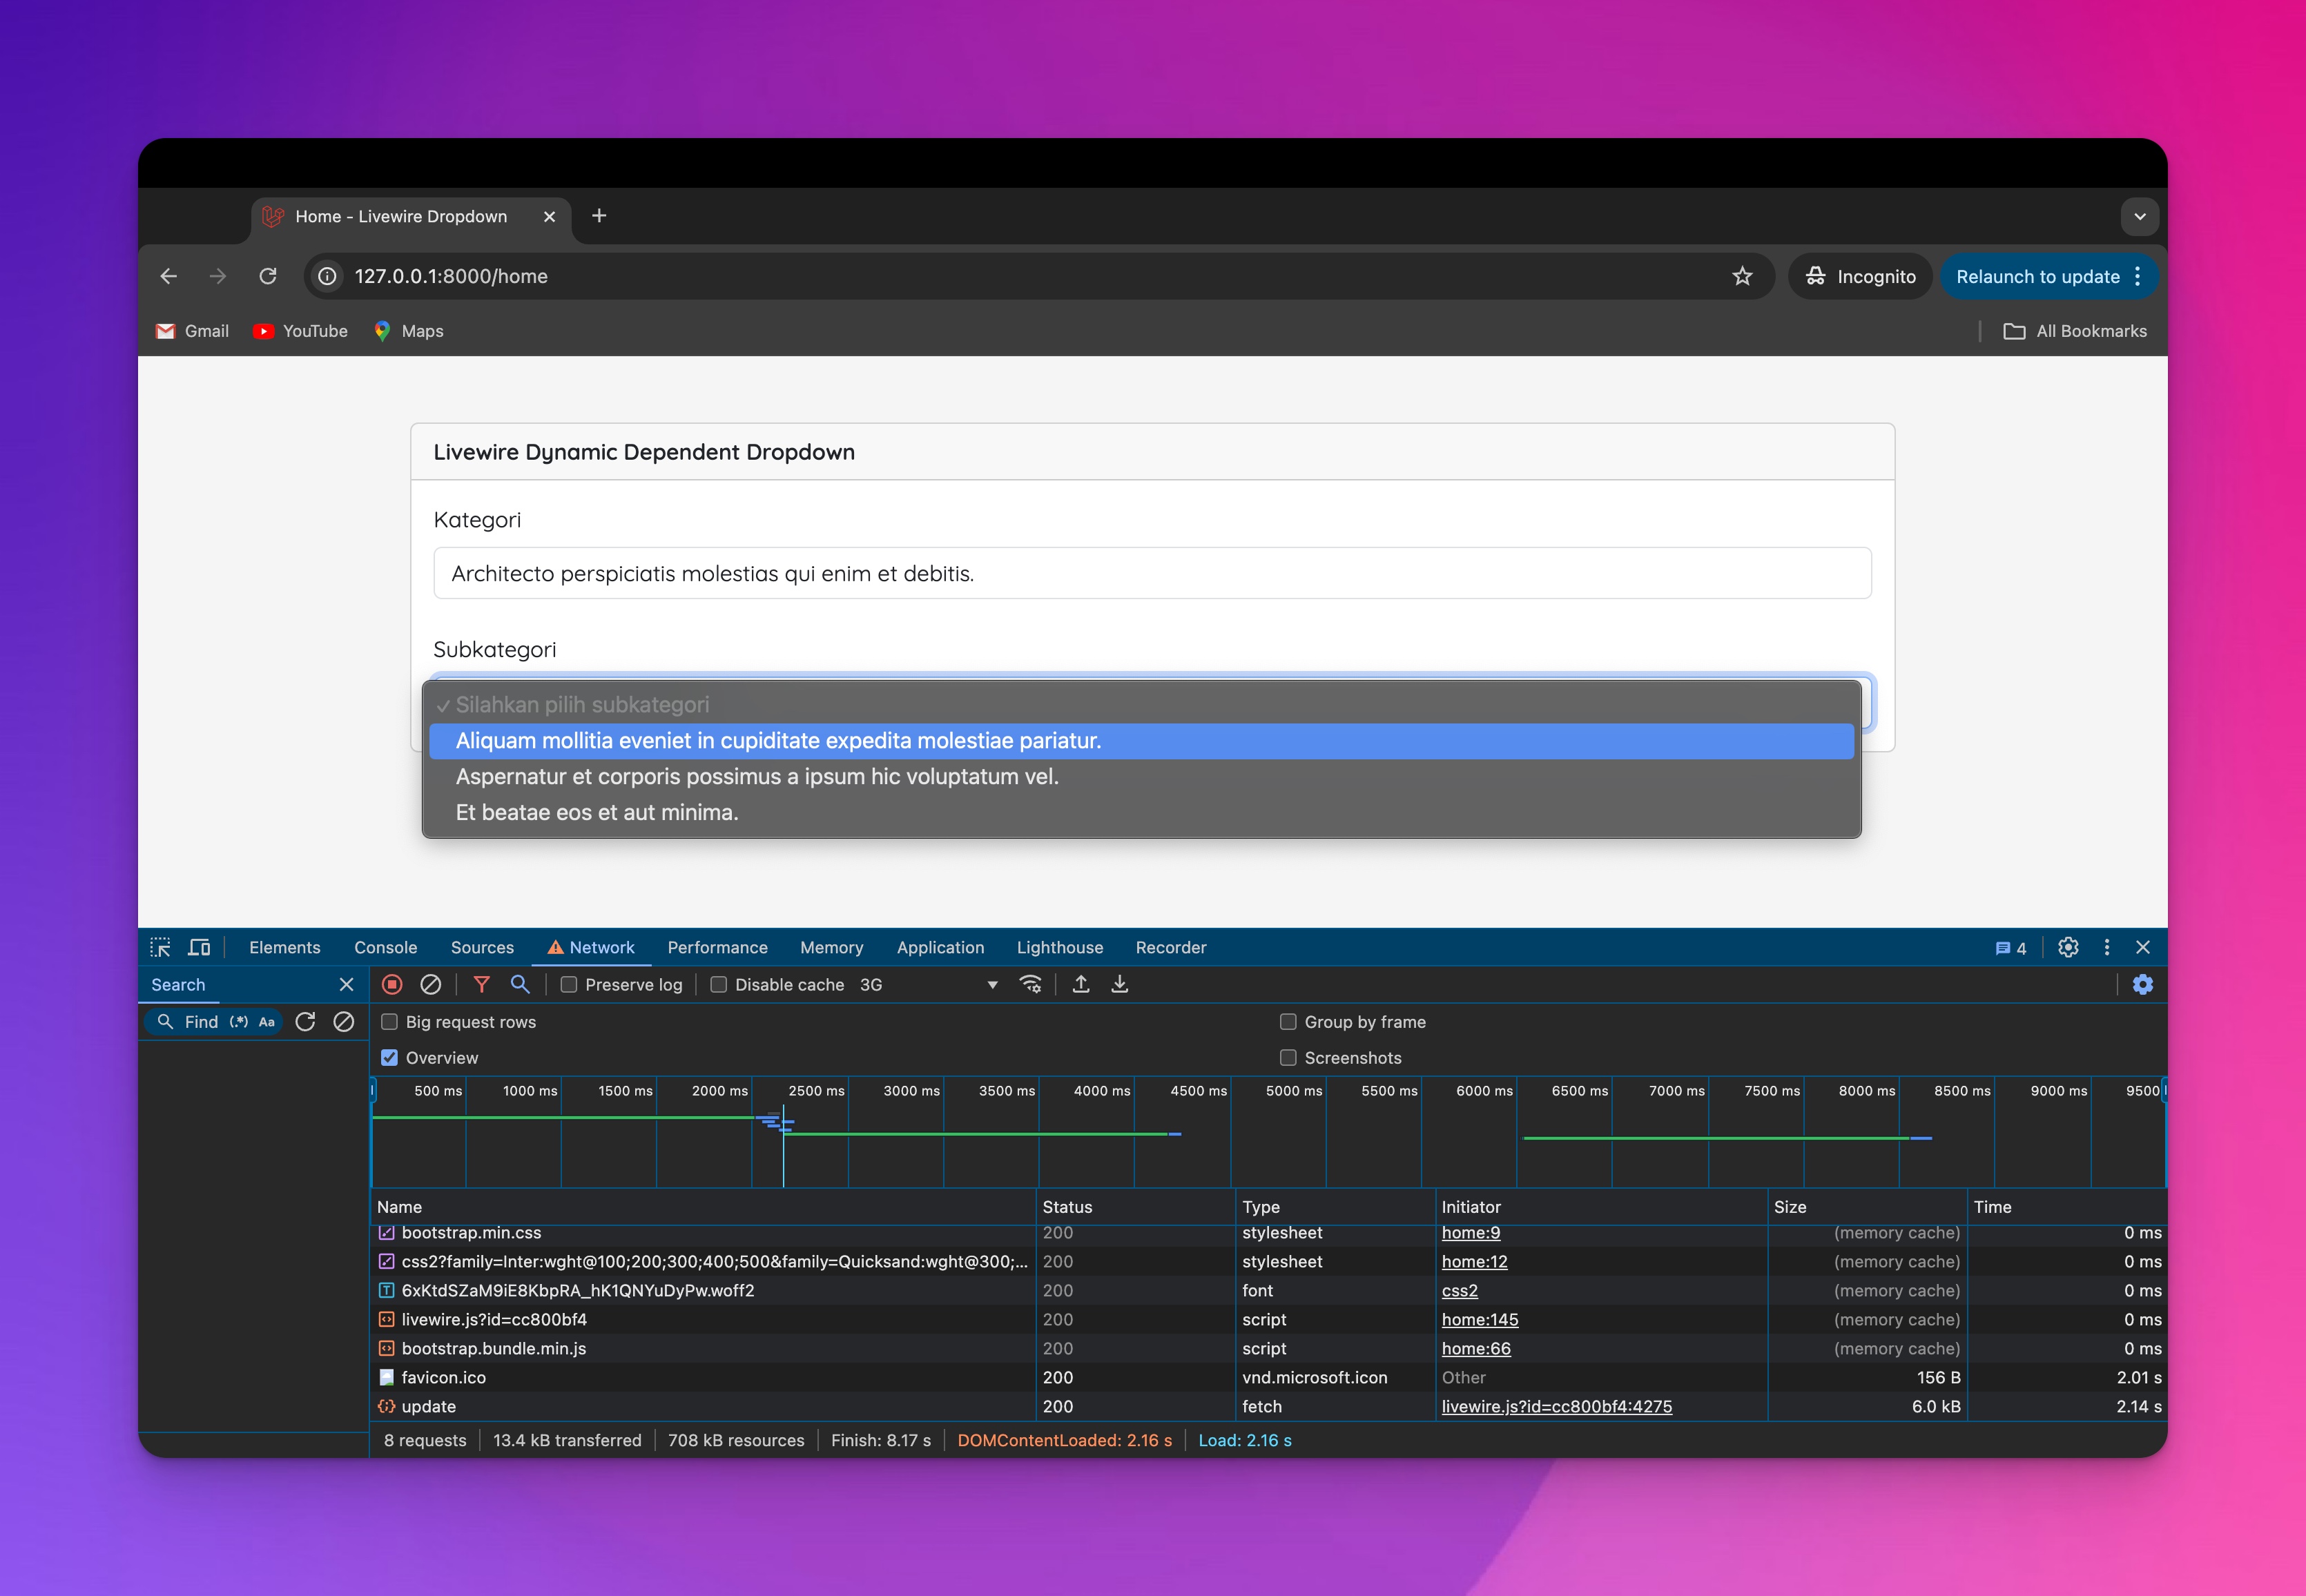 Home - Livewire Dropdown
127.0.0.1:8000/home
Incognito
Relaunch to update
Gmail
YouTube
Maps
All Bookmarks
Livewire Dynamic Dependent Dropdown
Kategori
Architecto perspiciatis molestias qui enim et debitis.
Subkategori
✓ Silahkan pilih subkategori
Aliquam mollitia eveniet in cupiditate expedita molestiae pariatur.
Aspernatur et corporis possimus a ipsum hic voluptatum vel.
Et beatae eos et aut minima.
Elements Console Sources Network Performance Memory Application Lighthouse Recorder 4
Search
Preserve log Disable cache 3G
Find (.*) Aa
Big request rows Group by frame
Overview Screenshots
500 ms 1000 ms 1500 ms 2000 ms 2500 ms 3000 ms 3500 ms 4000 ms 4500 ms 5000 ms 5500 ms 6000 ms 6500 ms 7000 ms 7500 ms 8000 ms 8500 ms 9000 ms 9500
Name Status Type Initiator Size Time
bootstrap.min.css 200 stylesheet home:9 (memory cache) 0 ms
css2?family=Inter:wght@100;200;300;400;500&family=Quicksand:wght@300;... 200 stylesheet home:12 (memory cache) 0 ms
6xKtdSZaM9iE8KbpRA_hK1QNYuDyPw.woff2 200 font css2 (memory cache) 0 ms
livewire.js?id=cc800bf4 200 script home:145 (memory cache) 0 ms
bootstrap.bundle.min.js 200 script home:66 (memory cache) 0 ms
favicon.ico 200 vnd.microsoft.icon Other 156 B 2.01 s
update 200 fetch livewire.js?id=cc800bf4:4275 6.0 kB 2.14 s
8 requests 13.4 kB transferred 708 kB resources Finish: 8.17 s DOMContentLoaded: 2.16 s Load: 2.16 s